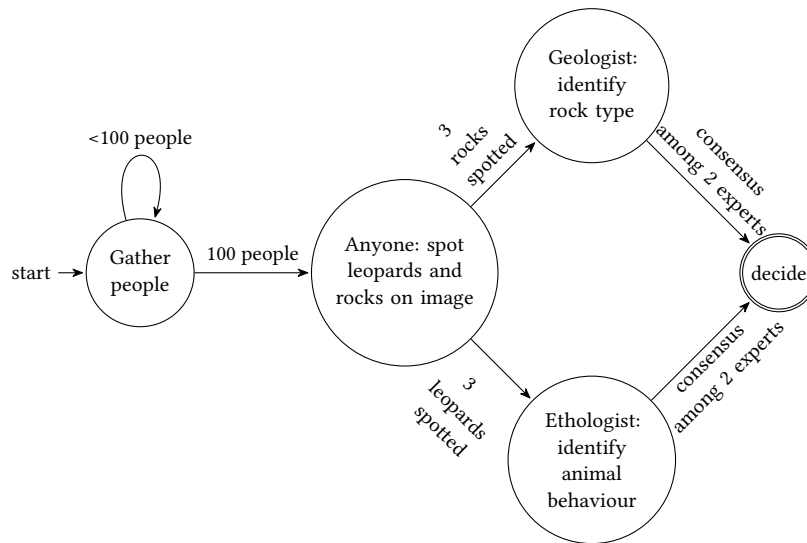 <100 people
start
Gather
people
100 people
Anyone: spot
leopards and
rocks on image
3
rocks
spotted
Geologist:
identify
rock type
consensus
among 2 experts
3
leopards
spotted
Ethologist:
identify
animal
behaviour
consensus
among 2 experts
decide